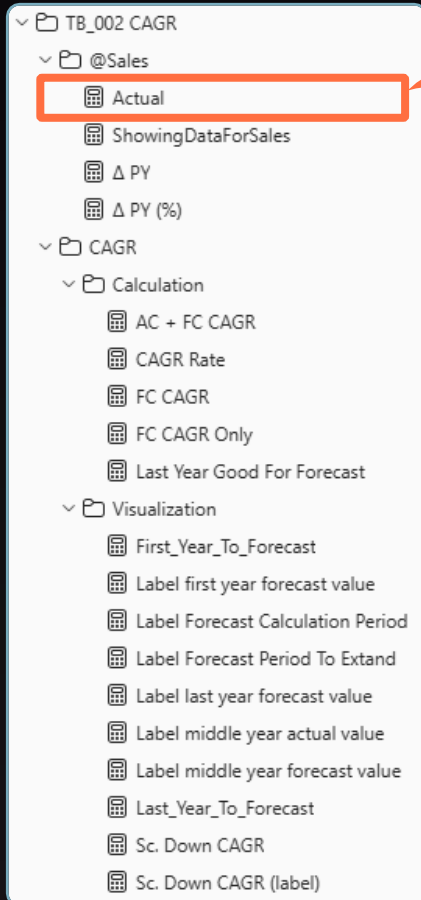 TB_002 CAGR
@Sales
Actual
ShowingDataForSales
Δ PY
Δ PY (%)
CAGR
Calculation
AC + FC CAGR
CAGR Rate
FC CAGR
FC CAGR Only
Last Year Good For Forecast
Visualization
First_Year_To_Forecast
Label first year forecast value
Label Forecast Calculation Period
Label Forecast Period To Extand
Label last year forecast value
Label middle year actual value
Label middle year forecast value
Last_Year_To_Forecast
Sc. Down CAGR
Sc. Down CAGR (label)